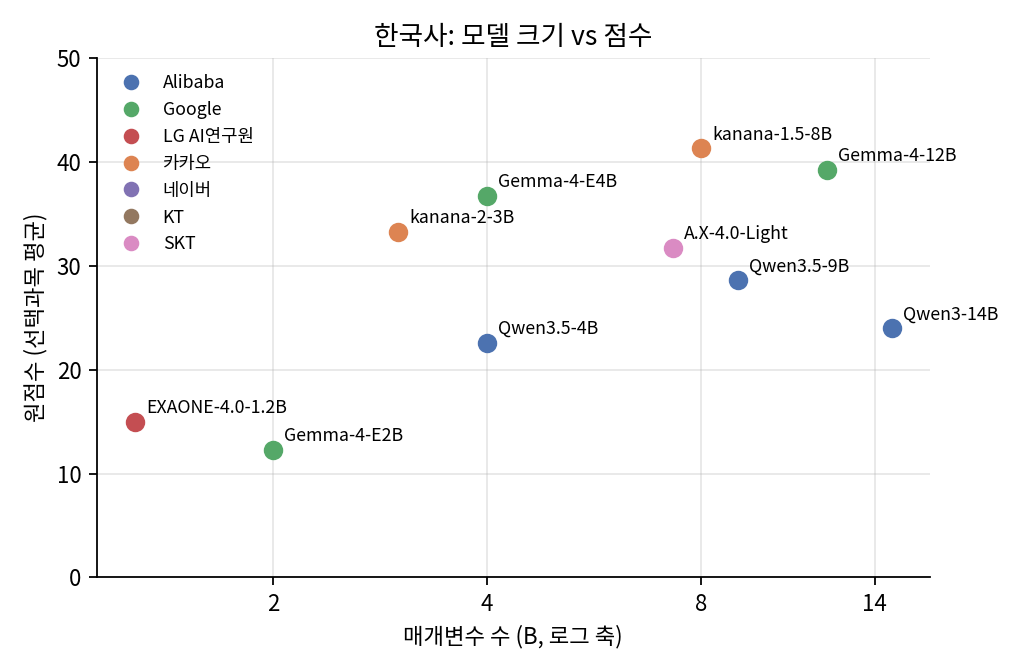 한국사: 모델 크기 vs 점수
50
Alibaba
Google
LG AI연구원
카카오
네이버
KT
SKT
kanana-1.5-8B
Gemma-4-12B
40
Gemma-4-E4B
kanana-2-3B
A.X-4.0-Light
30
Qwen3.5-9B
Qwen3-14B
Qwen3.5-4B
20
EXAONE-4.0-1.2B
Gemma-4-E2B
10
0
원점수 (선택과목 평균)
2
4
8
14
매개변수 수 (B, 로그 축)